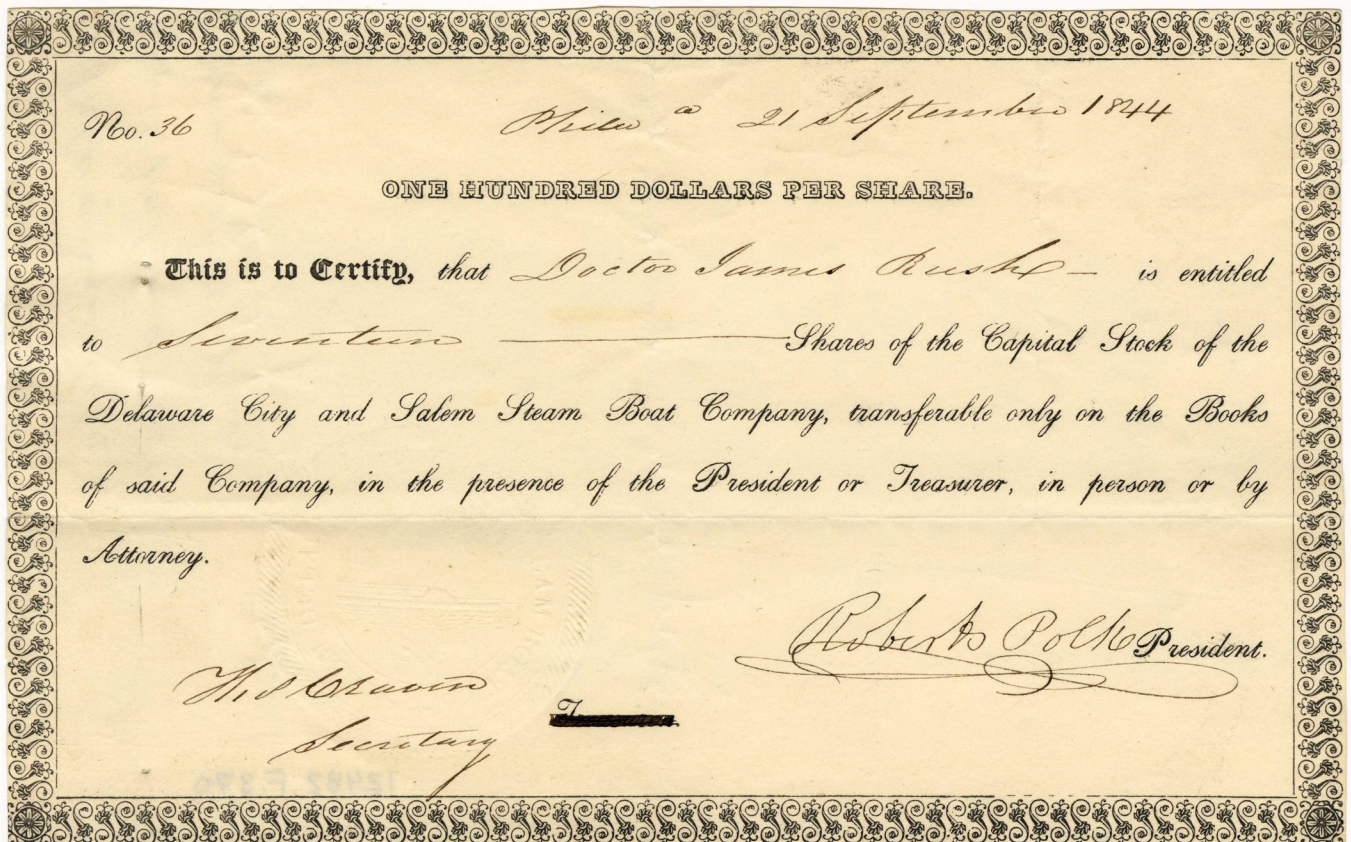 No. 36 Phila 21 September 1844
ONE HUNDRED DOLLARS PER SHARE.
This is to Certify, that Doctor James Rush is entitled
to Seventeen Shares of the Capital Stock of the
Delaware City and Salem Steam Boat Company, transferable only on the Books
of said Company, in the presence of the President or Treasurer, in person or by
Attorney.
Roberts Polk President.
Thos Craven
Secretary